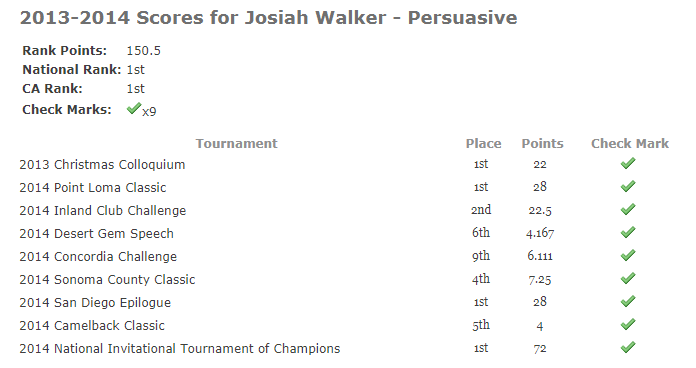 2013-2014 Scores for Josiah Walker - Persuasive
Rank Points: 150.5
National Rank: 1st
CA Rank: 1st
Check Marks: x9
Tournament Place Points Check Mark
2013 Christmas Colloquium 1st 22
2014 Point Loma Classic 1st 28
2014 Inland Club Challenge 2nd 22.5
2014 Desert Gem Speech 6th 4.167
2014 Concordia Challenge 9th 6.111
2014 Sonoma County Classic 4th 7.25
2014 San Diego Epilogue 1st 28
2014 Camelback Classic 5th 4
2014 National Invitational Tournament of Champions 1st 72